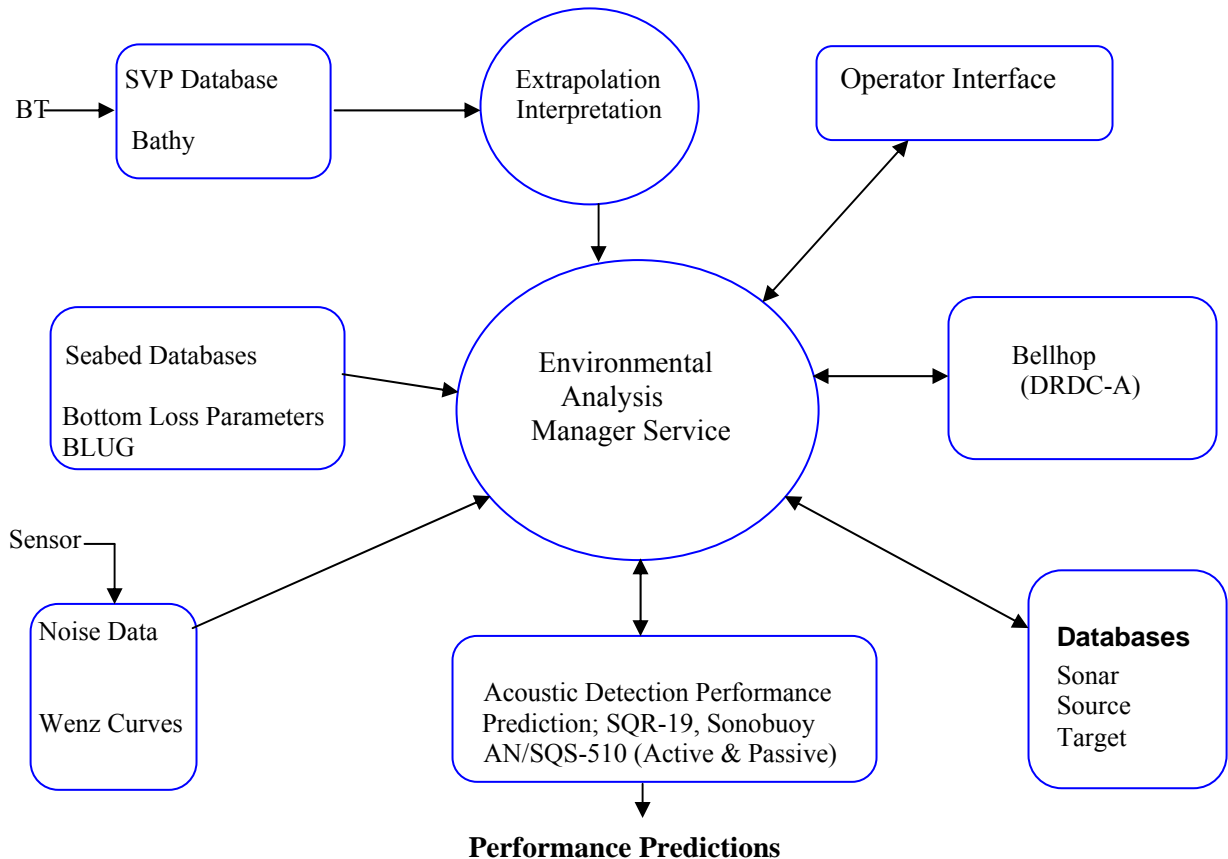 BT
SVP Database
Bathy
Extrapolation
Interpretation
Operator Interface
Seabed Databases
Bottom Loss Parameters
BLUG
Environmental
Analysis
Manager Service
Bellhop
(DRDC-A)
Sensor
Noise Data
Wenz Curves
Acoustic Detection Performance
Prediction; SQR-19, Sonobuoy
AN/SQS-510 (Active & Passive)
Databases
Sonar
Source
Target
Performance Predictions